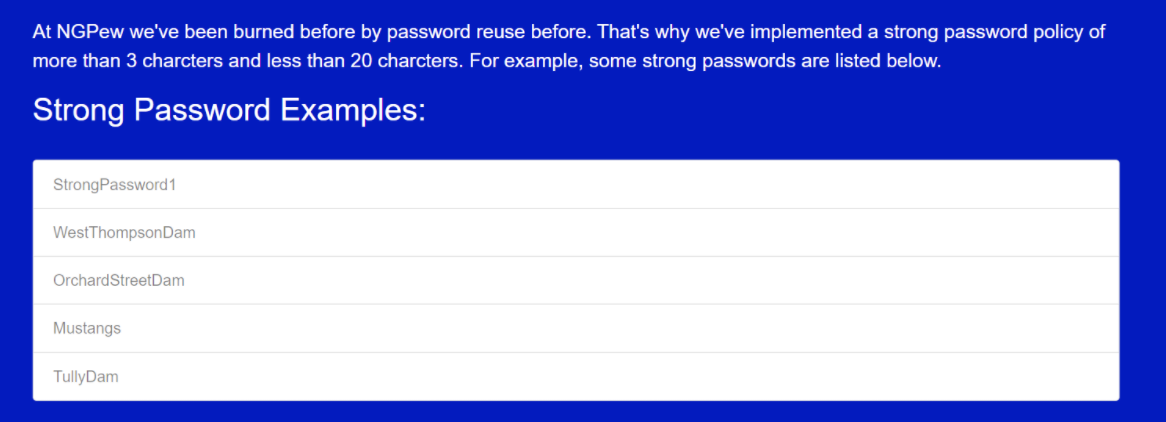 At NGPew we've been burned before by password reuse before. That's why we've implemented a strong password policy of
more than 3 charcters and less than 20 charcters. For example, some strong passwords are listed below.
Strong Password Examples:
StrongPassword1
WestThompsonDam
OrchardStreetDam
Mustangs
TullyDam